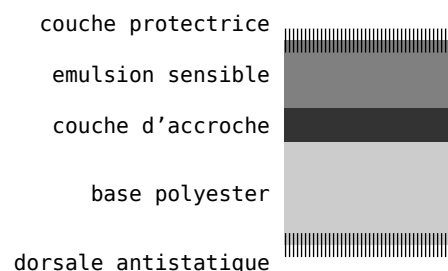 couche protectrice
emulsion sensible
couche d'accroche
base polyester
dorsale antistatique